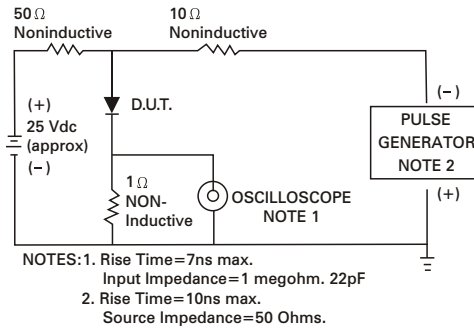 50Ω
Noninductive
10Ω
Noninductive
(+)
25 Vdc
(approx)
(-)
D.U.T.
1Ω
NON-
Inductive
OSCILLOSCOPE
NOTE 1
(-)
PULSE
GENERATOR
NOTE 2
(+)
NOTES:1. Rise Time=7ns max.
Input Impedance=1 megohm. 22pF
2. Rise Time=10ns max.
Source Impedance=50 Ohms.